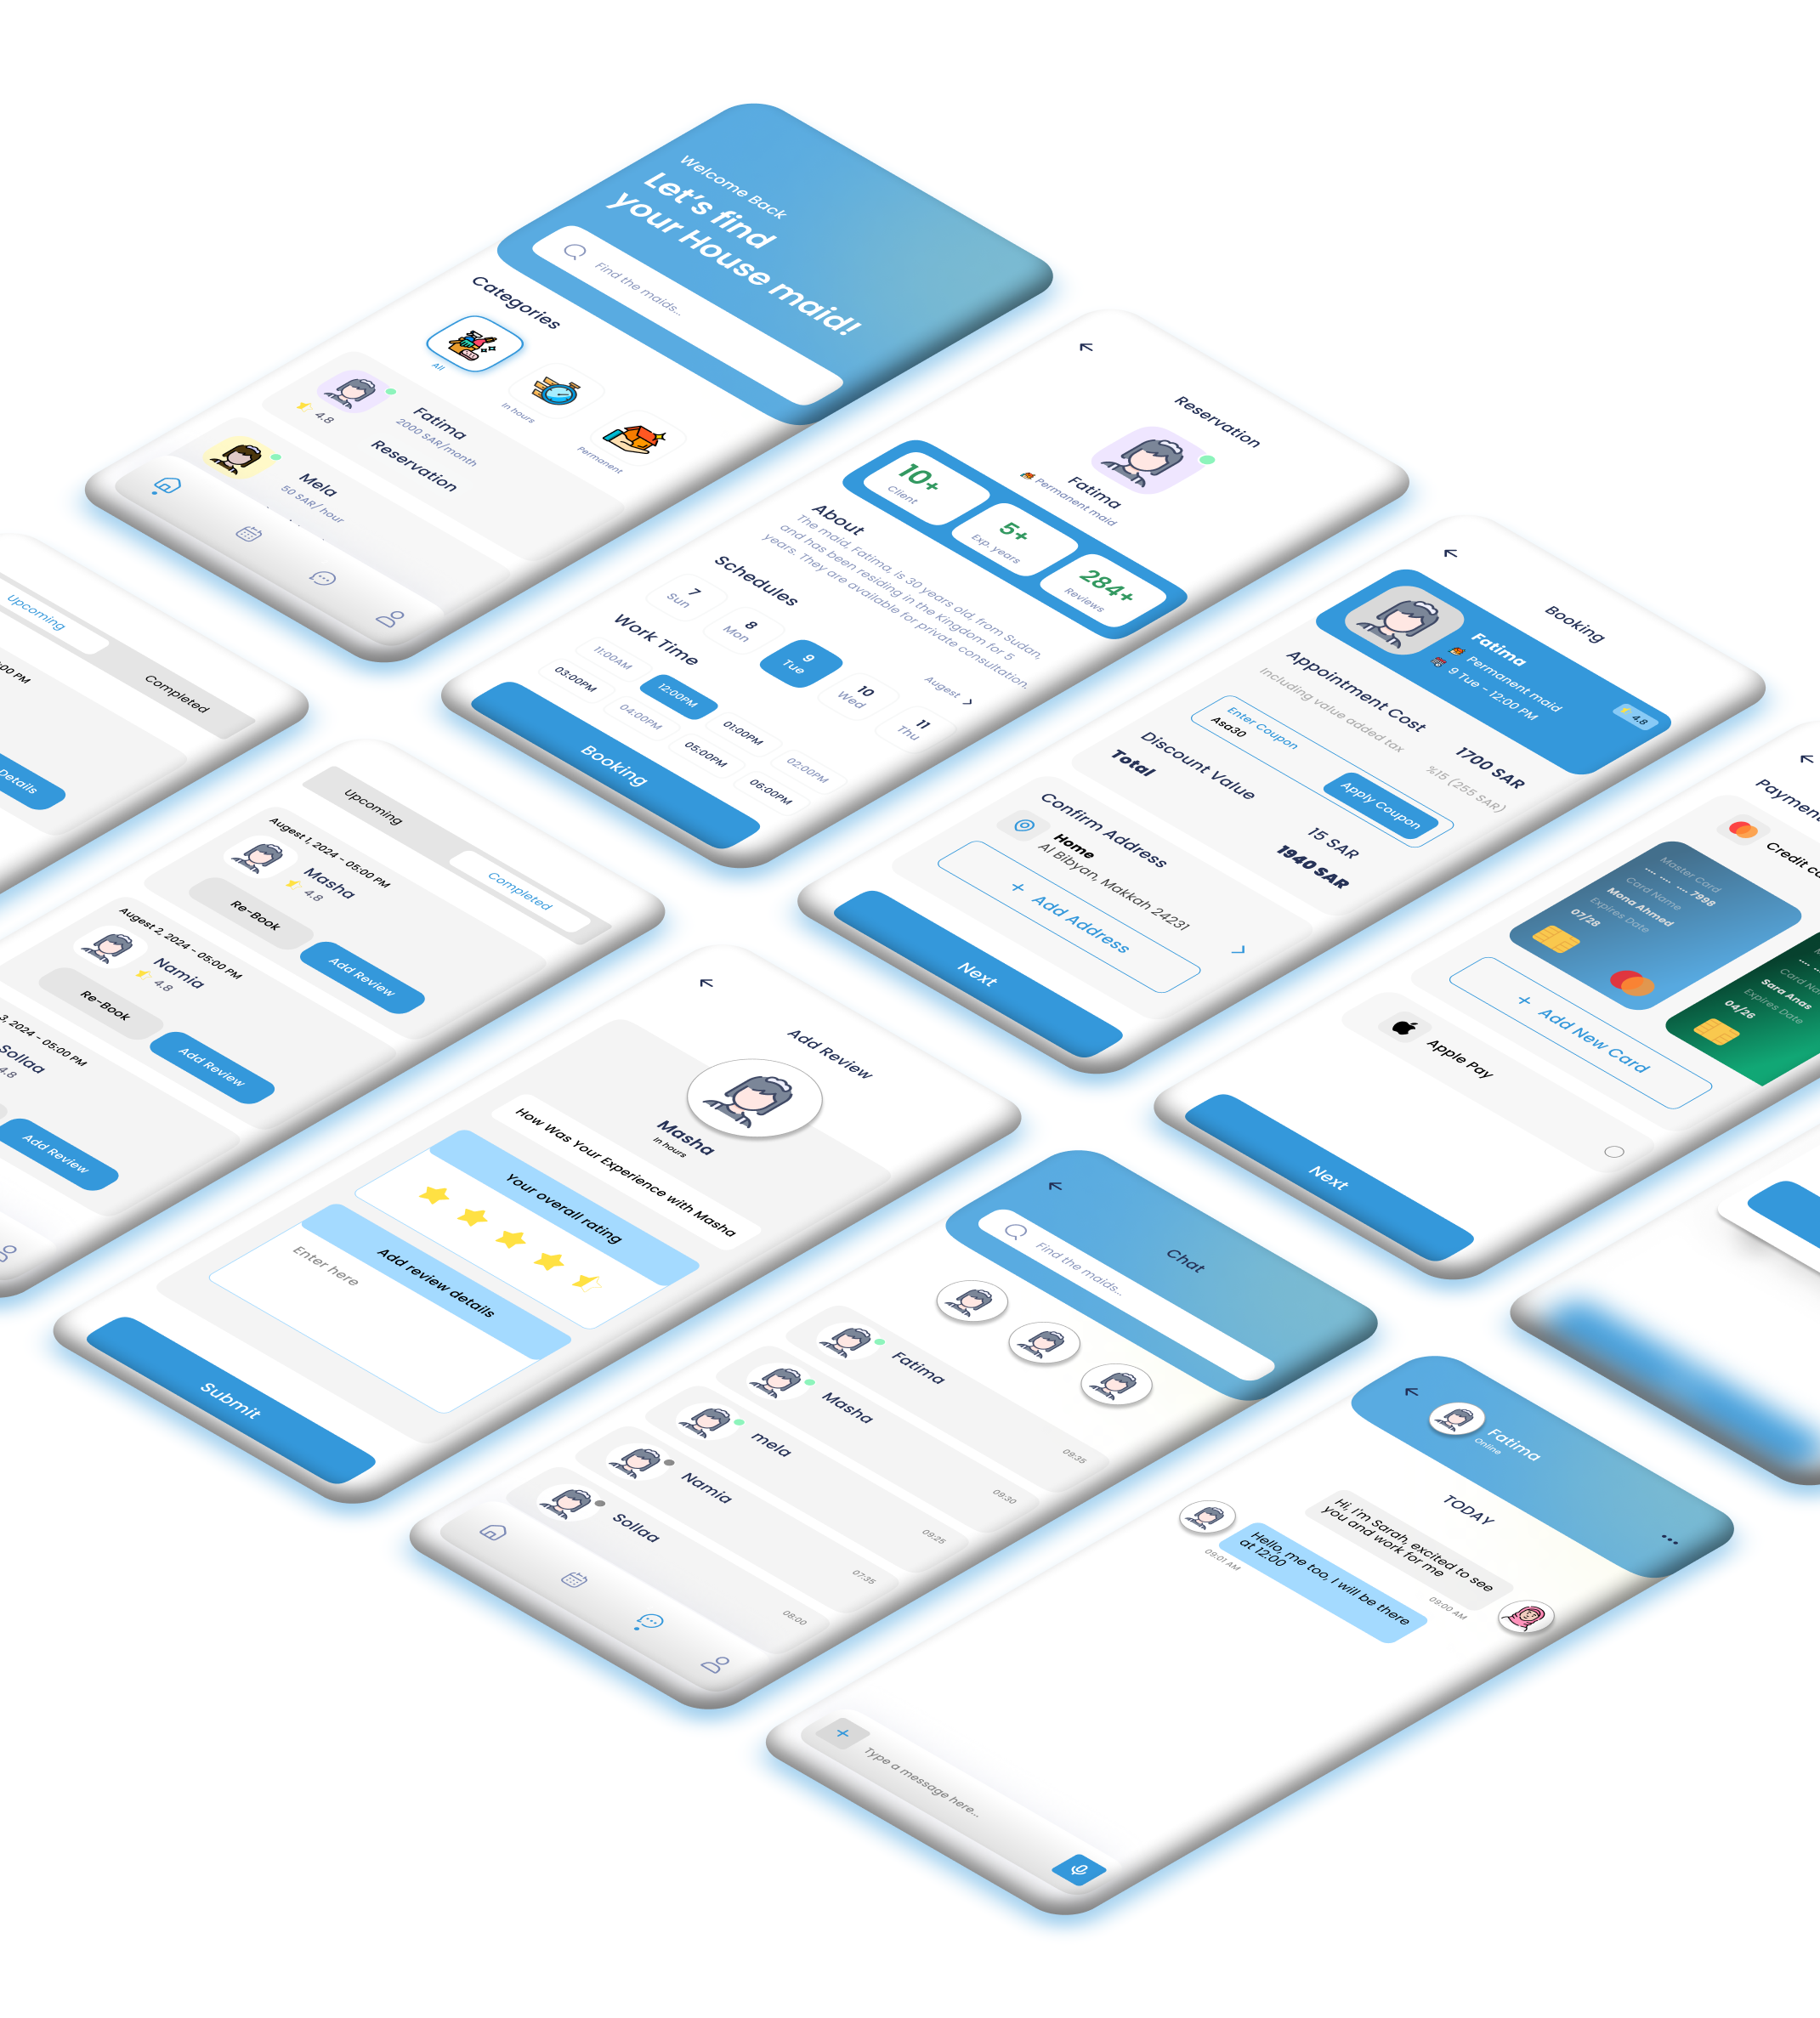 Welcome Back
Let's find
your House maid!
Find the maids...
Categories
All
In hours
Permanent
Fatima
2000 SAR/month
4.8
Reservation
Mela
50 SAR/ hour
Reservation
Fatima
Permanent maid
10+
Client
5+
Exp. years
284+
Reviews
About
The maid, Fatima, is 30 years old, from Sudan,
and has been residing in the Kingdom for 5
years. They are available for private consultation.
Schedules
Augest
7
Sun
8
Mon
9
Tue
10
Wed
11
Thu
Work Time
11:00AM
12:00PM
01:00PM
02:00PM
03:00PM
04:00PM
05:00PM
06:00PM
Booking
Booking
Fatima
Permanent maid
9 Tue - 12:00 PM
4.8
Appointment Cost
1700 SAR
Including value added tax
%15 (255 SAR)
Enter Coupon
Asa30
Apply Coupon
Discount Value
15 SAR
Total
1940 SAR
Confirm Address
Home
Al Bibyan, Makkah 24231
+ Add Address
Next
Payment
Credit c
Master Card
.... .... .... 7998
Card Name
Mona Ahmed
Expires Date
07/28
Card Na
Sara Anas
Expires Date
04/26
+ Add New Card
Apple Pay
Next
Upcoming
Completed
:00 PM
Details
Upcoming
Completed
Augest 1, 2024 - 05:00 PM
Masha
4.8
Re-Book
Add Review
Augest 2, 2024 - 05:00 PM
Namia
4.8
Re-Book
Add Review
3, 2024 - 05:00 PM
Sollaa
4.8
Add Review
Add Review
Masha
In hours
How Was Your Experience with Masha
Your overall rating
Add review details
Enter here
Submit
Chat
Find the maids...
Fatima
09:35
Masha
09:30
mela
09:25
Namia
07:35
Sollaa
08:00
Fatima
Online
TODAY
Hi, I'm Sarah, excited to see
you and work for me
09:00 AM
Hello, me too, I will be there
at 12:00
09:01 AM
Type a message here...